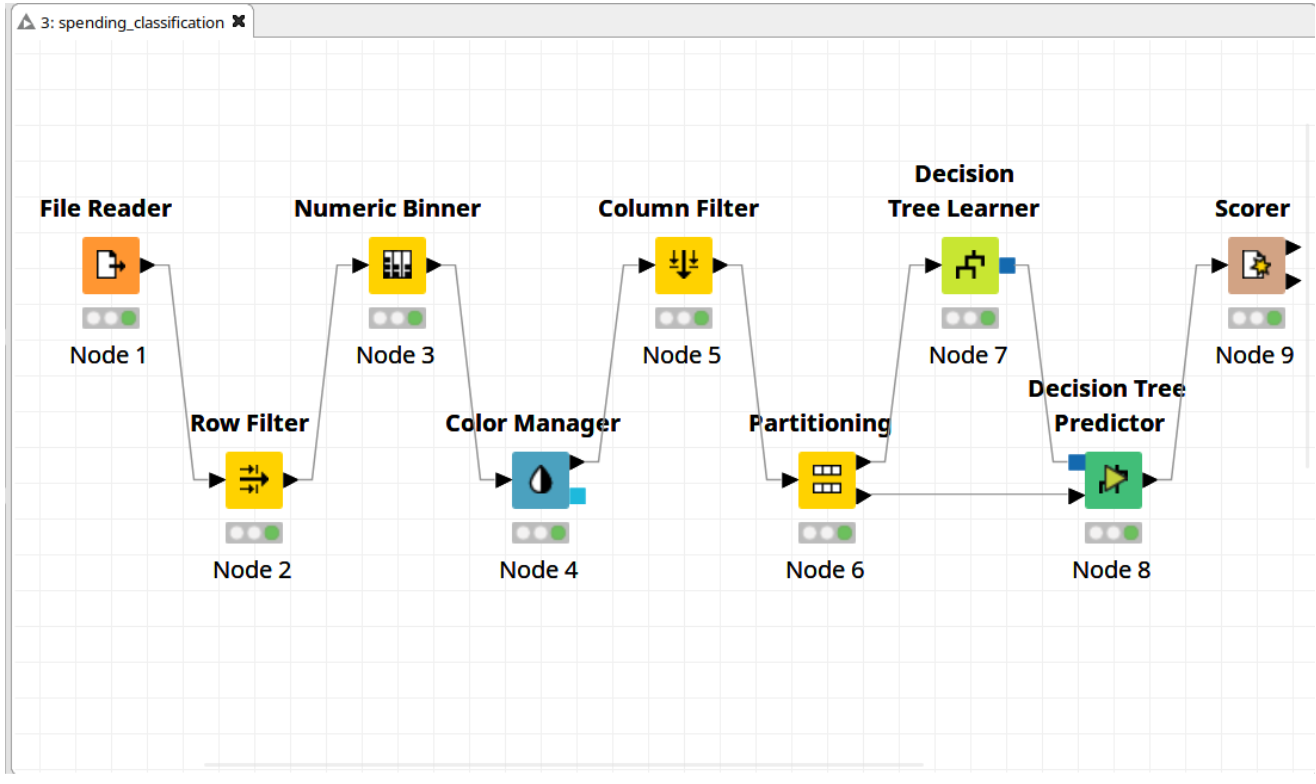 3: spending_classification
Decision
File Reader
Numeric Binner
Column Filter
Tree Learner
Scorer
Node 1
Node 3
Node 5
Node 7
Node 9
Decision Tree
Row Filter
Color Manager
Partitioning
Predictor
Node 2
Node 4
Node 6
Node 8